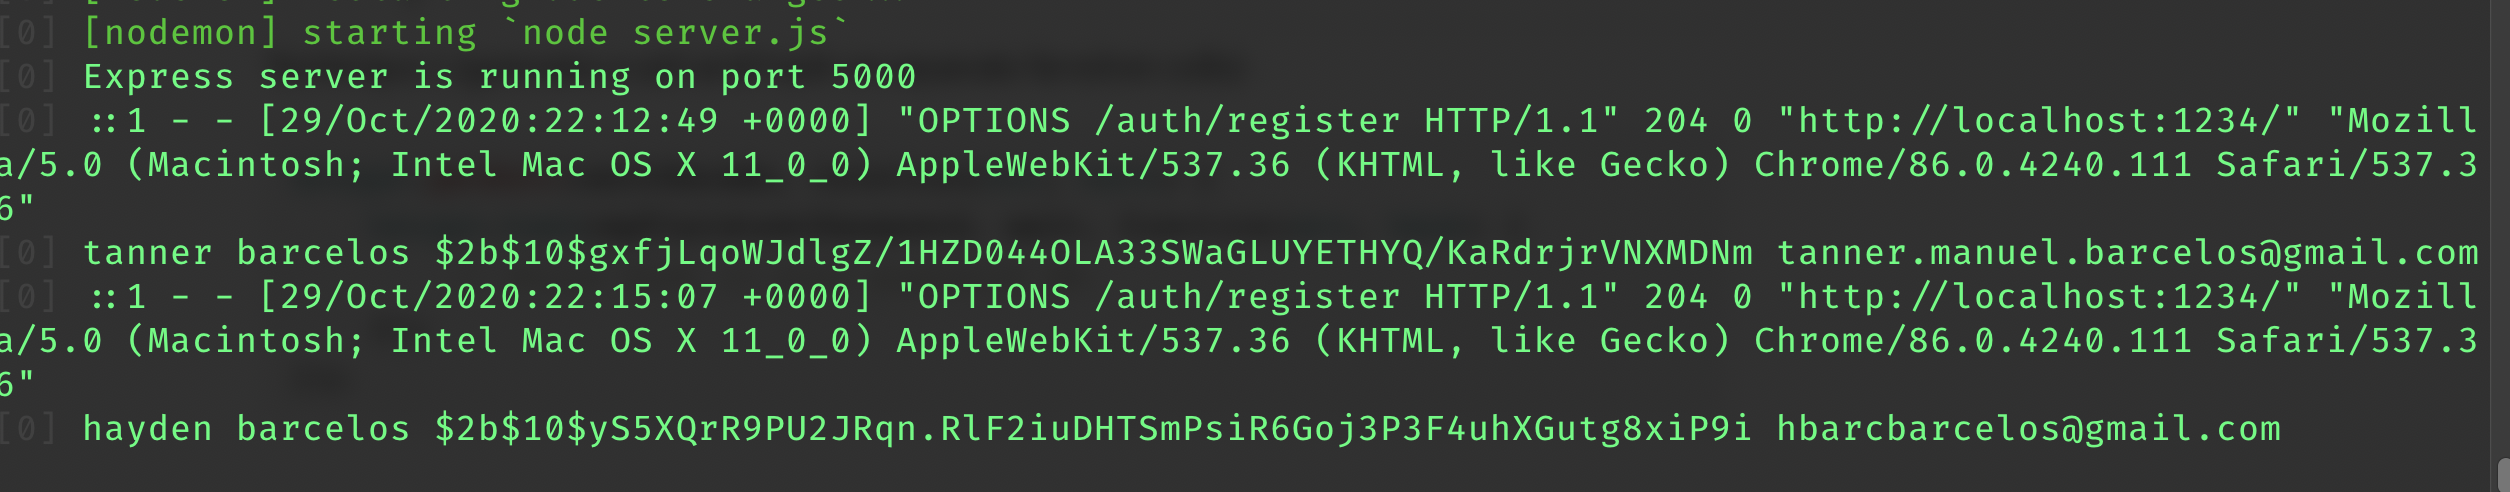 [0] [nodemon] starting `node server.js`
[0] Express server is running on port 5000
[0] ::1 - - [29/Oct/2020:22:12:49 +0000] "OPTIONS /auth/register HTTP/1.1" 204 0 "http://localhost:1234/" "Mozill
a/5.0 (Macintosh; Intel Mac OS X 11_0_0) AppleWebKit/537.36 (KHTML, like Gecko) Chrome/86.0.4240.111 Safari/537.3
6"
[0] tanner barcelos $2b$10$gxfjLqoWJdlgZ/1HZD044OLA33SWaGLUYETHYQ/KaRdrjrVNXMDNm tanner.manuel.barcelos@gmail.com
[0] ::1 - - [29/Oct/2020:22:15:07 +0000] "OPTIONS /auth/register HTTP/1.1" 204 0 "http://localhost:1234/" "Mozill
a/5.0 (Macintosh; Intel Mac OS X 11_0_0) AppleWebKit/537.36 (KHTML, like Gecko) Chrome/86.0.4240.111 Safari/537.3
6"
[0] hayden barcelos $2b$10$yS5XQrR9PU2JRqn.RlF2iuDHTSmPsiR6Goj3P3F4uhXGutg8xiP9i hbarcbarcelos@gmail.com